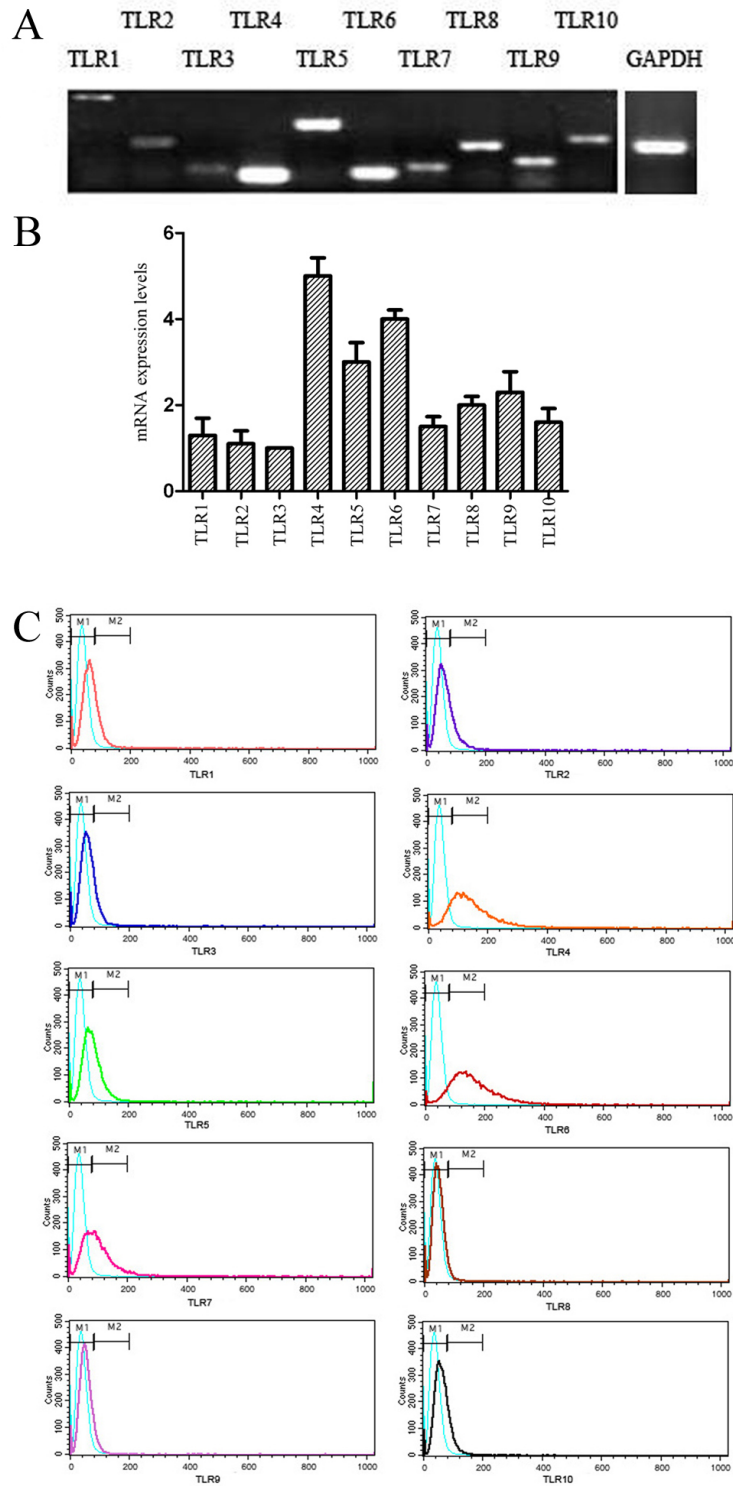 A
TLR2 TLR4 TLR6 TLR8 TLR10
TLR1 TLR3 TLR5 TLR7 TLR9 GAPDH
B
mRNA expression levels
6
4
2
0
TLR1 TLR2 TLR3 TLR4 TLR5 TLR6 TLR7 TLR8 TLR9 TLR10
C
Counts
0 100 200 300 400 500
M1 M2
0 200 400 600 800 1000
TLR1
Counts
0 100 200 300 400 500
M1 M2
0 200 400 600 800 1000
TLR2
Counts
0 100 200 300 400 500
M1 M2
0 200 400 600 800 1000
TLR3
Counts
0 100 200 300 400 500
M1 M2
0 200 400 600 800 1000
TLR4
Counts
0 100 200 300 400 500
M1 M2
0 200 400 600 800 1000
TLR5
Counts
0 100 200 300 400 500
M1 M2
0 200 400 600 800 1000
TLR6
Counts
0 100 200 300 400 500
M1 M2
0 200 400 600 800 1000
TLR7
Counts
0 100 200 300 400 500
M1 M2
0 200 400 600 800 1000
TLR8
Counts
0 100 200 300 400 500
M1 M2
0 200 400 600 800 1000
TLR9
Counts
0 100 200 300 400 500
M1 M2
0 200 400 600 800 1000
TLR10